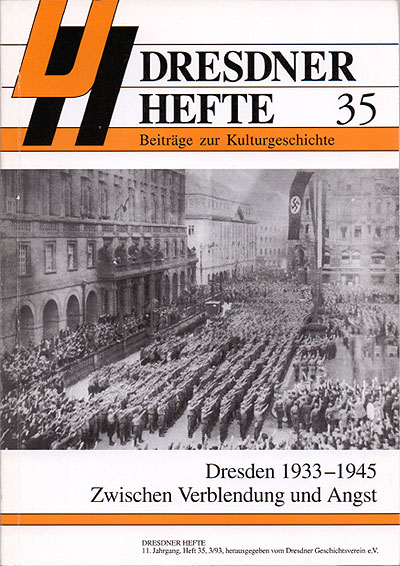 DRESDNER
HEFTE 35
Beiträge zur Kulturgeschichte
Dresden 1933–1945
Zwischen Verblendung und Angst
DRESDNER HEFTE
11. Jahrgang, Heft 35, 3/93, herausgegeben vom Dresdner Geschichtsverein e.V.